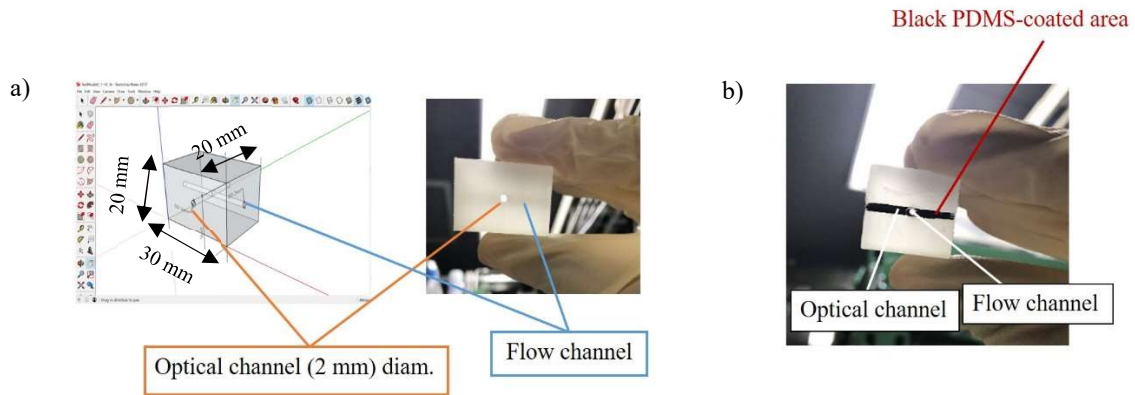 Black PDMS-coated area
a)
b)
20 mm
20 mm
30 mm
Optical channel
Flow channel
Optical channel (2 mm) diam.
Flow channel